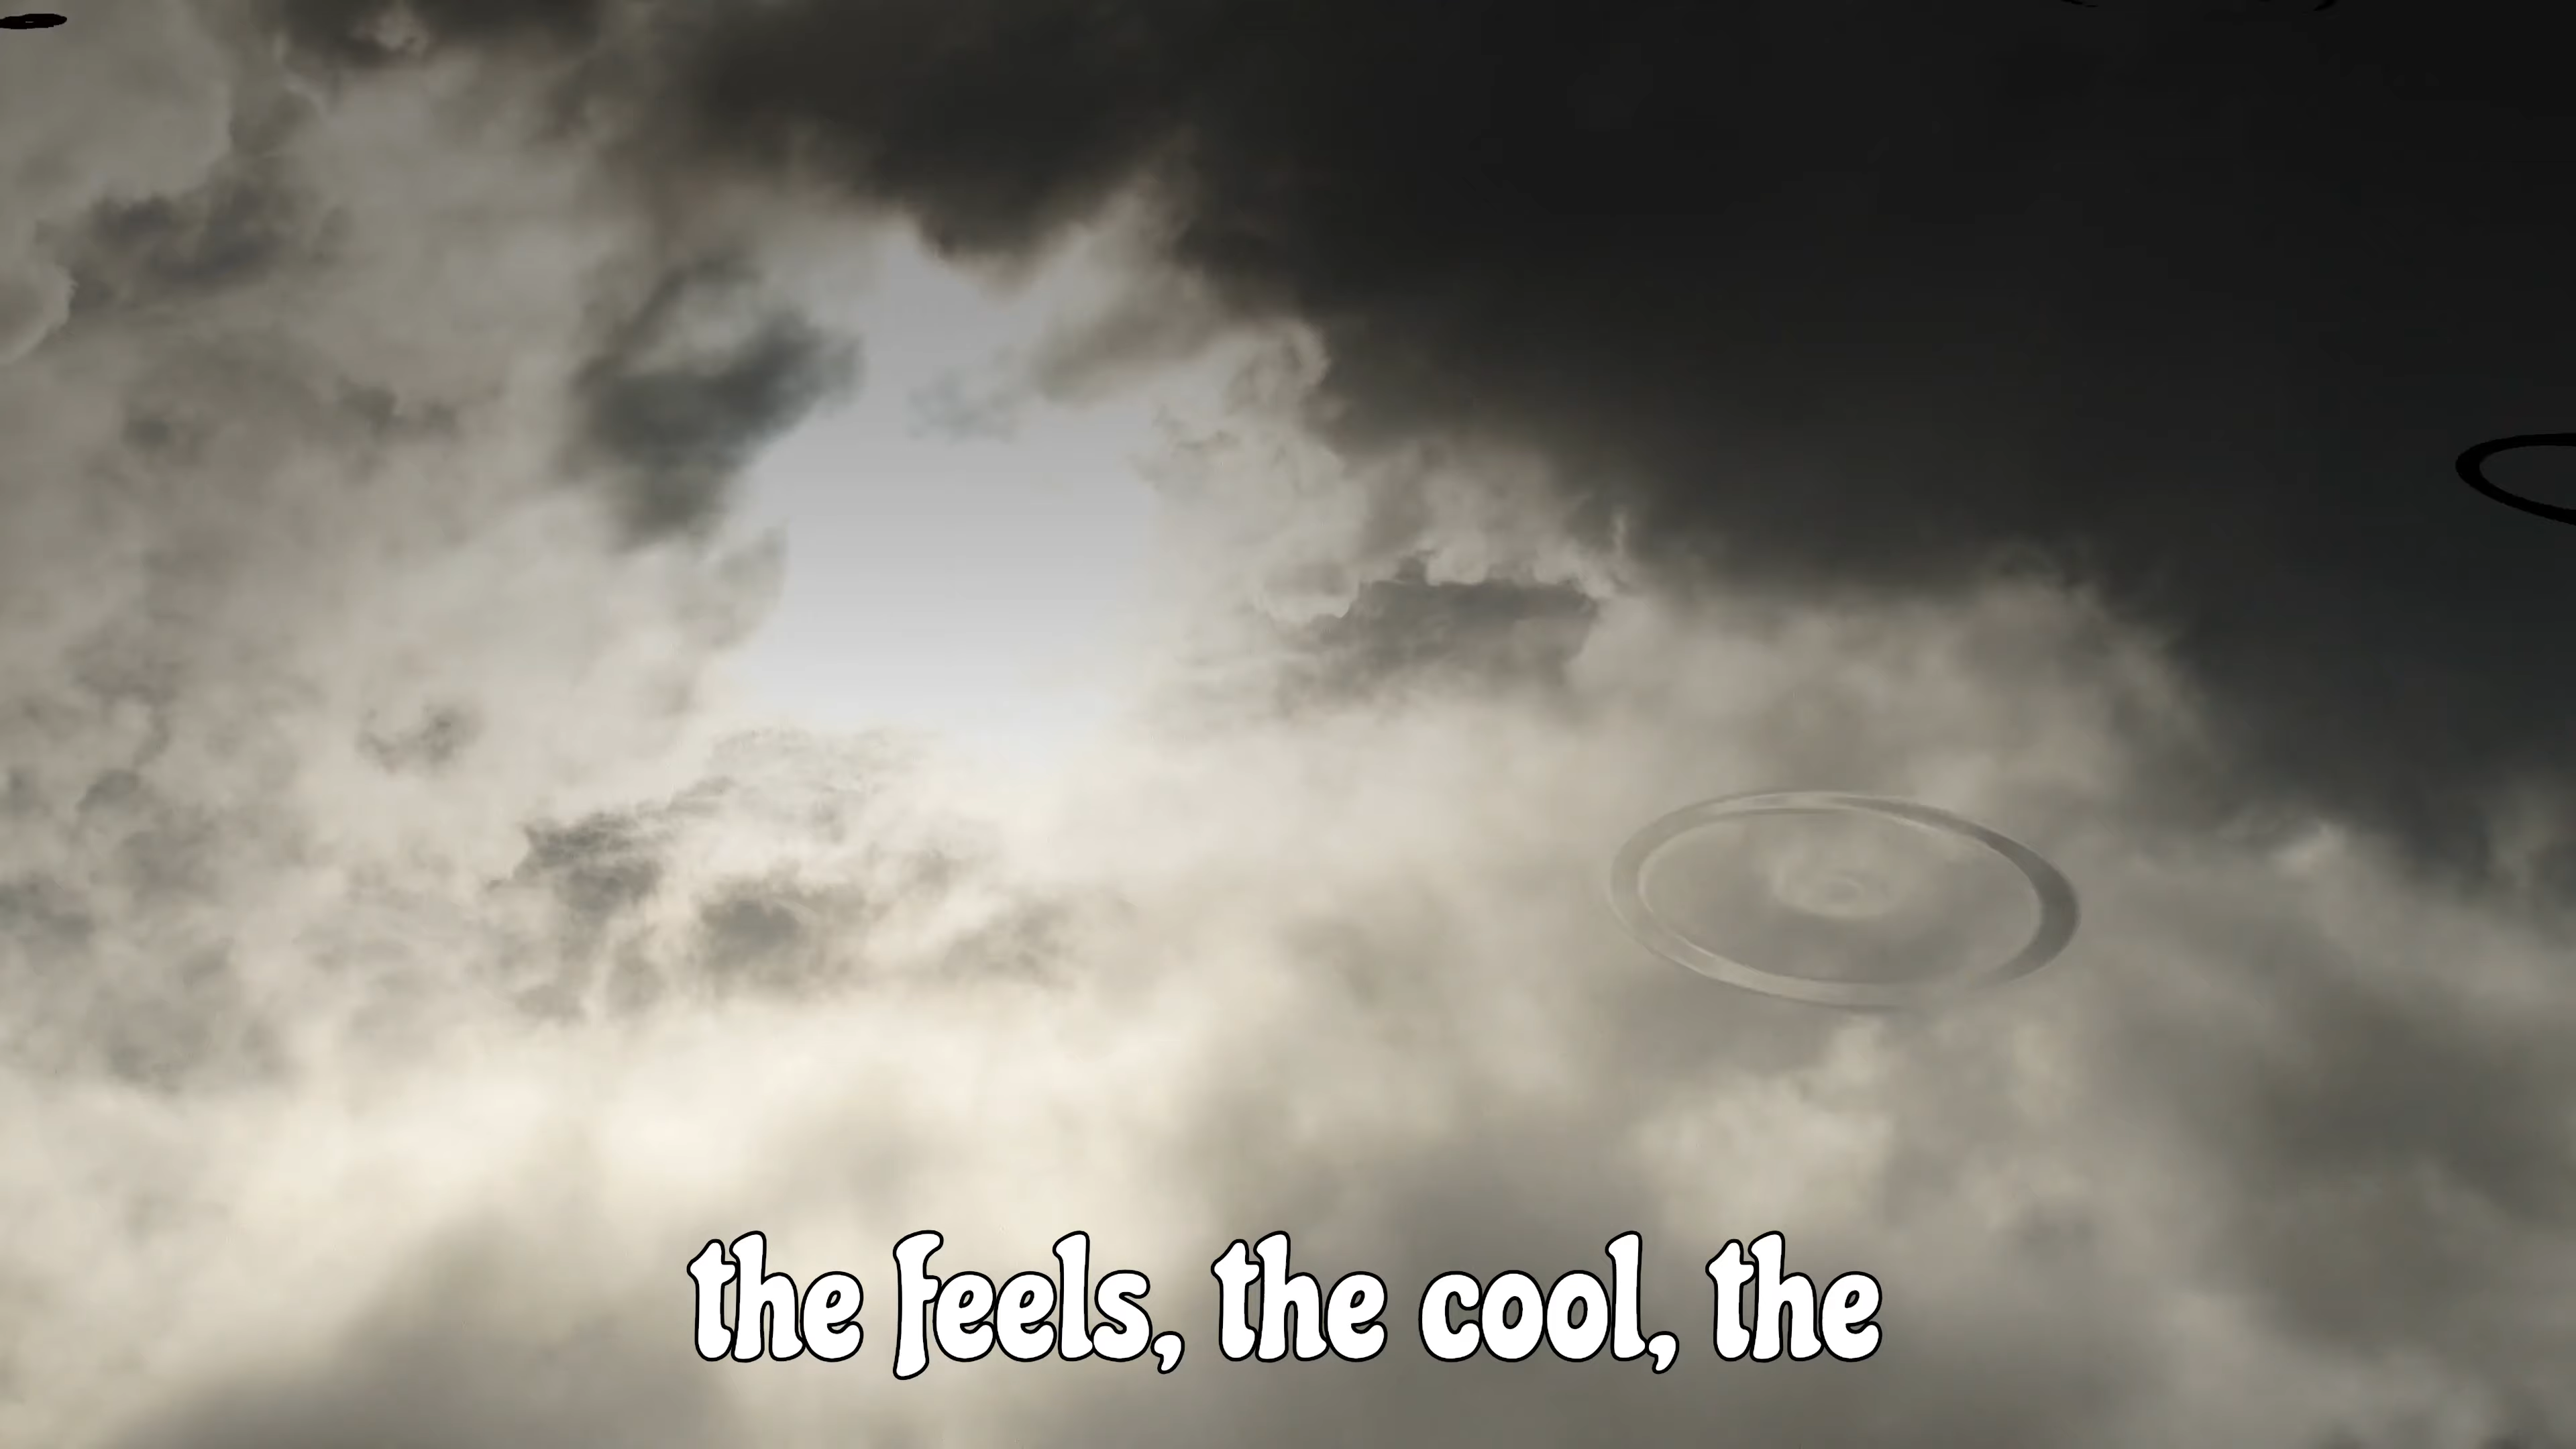 the feels, the cool, the